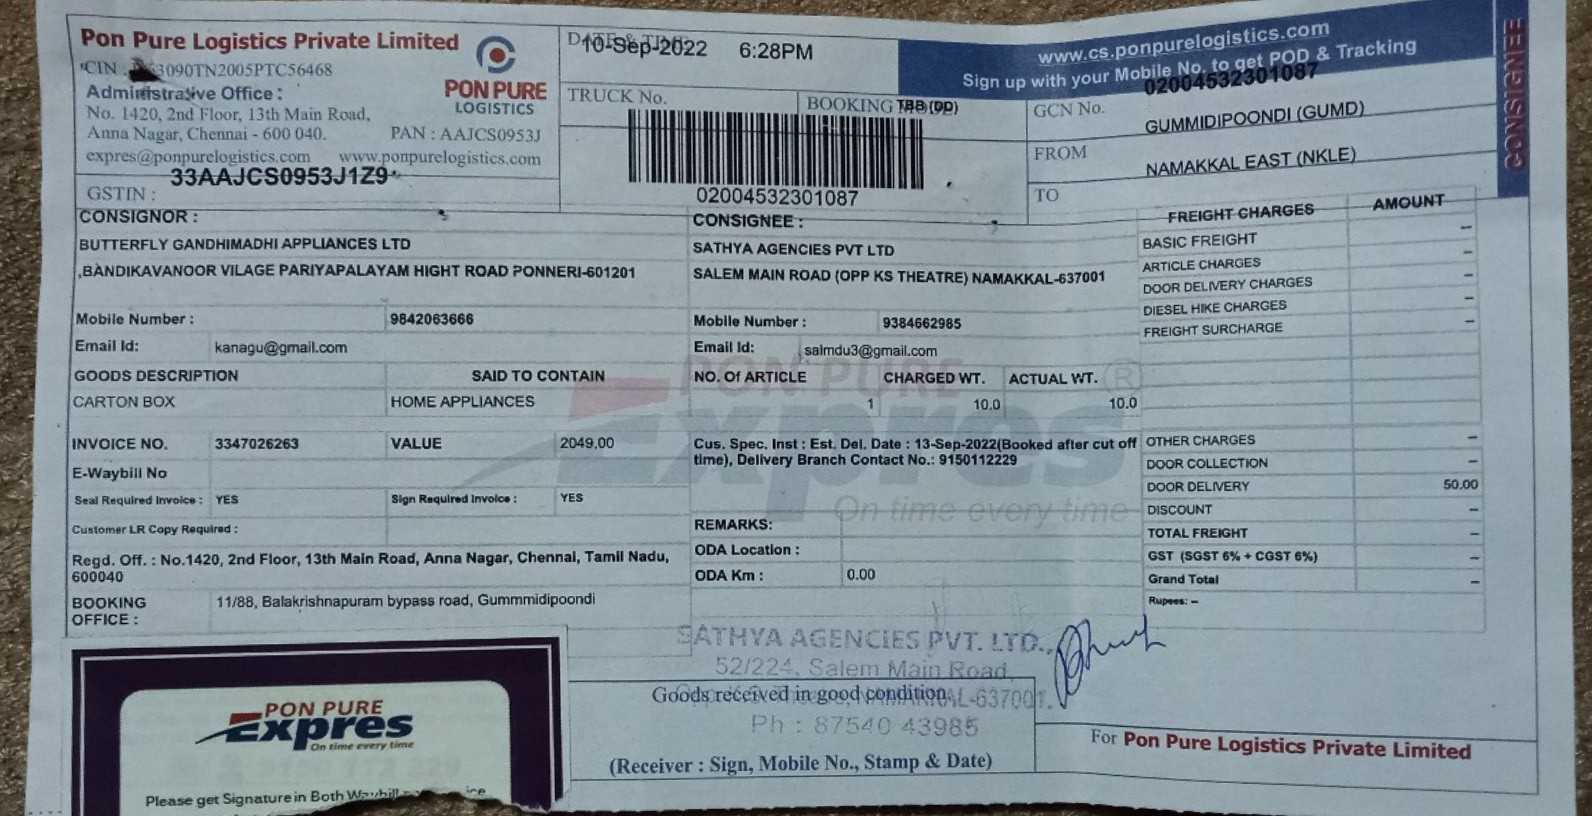 Pon Pure Logistics Private Limited
3090TN2005PTC56468
Administrative Office :
No. 1420, 2nd Floor, 13th Main Road,
Anna Nagar, Chennai - 600 040. PAN : AAJCS0953J
expres@ponpurelogistics.com www.ponpurelogistics.com
33AAJCS0953J1Z9
GSTIN :
PON PURE
LOGISTICS
10-Sep-2022 6:28PM
TRUCK No.
BOOKING TBB (DD)
02004532301087
www.cs.ponpurelogistics.com
Sign up with your Mobile No. to get POD & Tracking
02004532301087
GCN No.
GUMMIDIPOONDI (GUMD)
FROM
NAMAKKAL EAST (NKLE)
TO
CONSIGNEE
CONSIGNOR :
BUTTERFLY GANDHIMADHI APPLIANCES LTD
,BANDIKAVANOOR VILAGE PARIYAPALAYAM HIGHT ROAD PONNERI-601201
Mobile Number : 9842063666
Email Id: kanagu@gmail.com
CONSIGNEE :
SATHYA AGENCIES PVT LTD
SALEM MAIN ROAD (OPP KS THEATRE) NAMAKKAL-637001
Mobile Number : 9384662985
Email Id: salmdu3@gmail.com
GOODS DESCRIPTION SAID TO CONTAIN NO. Of ARTICLE CHARGED WT. ACTUAL WT.
CARTON BOX HOME APPLIANCES 1 10.0 10.0
INVOICE NO. 3347026263 VALUE 2049.00
E-Waybill No
Seal Required Invoice : YES Sign Required Invoice : YES
Customer LR Copy Required :
Regd. Off. : No.1420, 2nd Floor, 13th Main Road, Anna Nagar, Chennai, Tamil Nadu,
600040
BOOKING 11/88, Balakrishnapuram bypass road, Gummmidipoondi
OFFICE :
Cus. Spec. Inst : Est. Del. Date : 13-Sep-2022(Booked after cut off
time), Delivery Branch Contact No.: 9150112229
REMARKS:
ODA Location :
ODA Km : 0.00
PON PURE
Expres
On time every time
FREIGHT CHARGES AMOUNT
BASIC FREIGHT --
ARTICLE CHARGES --
DOOR DELIVERY CHARGES --
DIESEL HIKE CHARGES --
FREIGHT SURCHARGE --
OTHER CHARGES --
DOOR COLLECTION --
DOOR DELIVERY 50.00
DISCOUNT --
TOTAL FREIGHT --
GST (SGST 6% + CGST 6%) --
Grand Total --
Rupees: --
SATHYA AGENCIES PVT. LTD.,
52/224, Salem Main Road
Goods received in good condition
-637001.
Ph : 87540 43985
(Receiver : Sign, Mobile No., Stamp & Date)
For Pon Pure Logistics Private Limited
PON PURE
Expres
On time every time
Please get Signature in Both Waybill